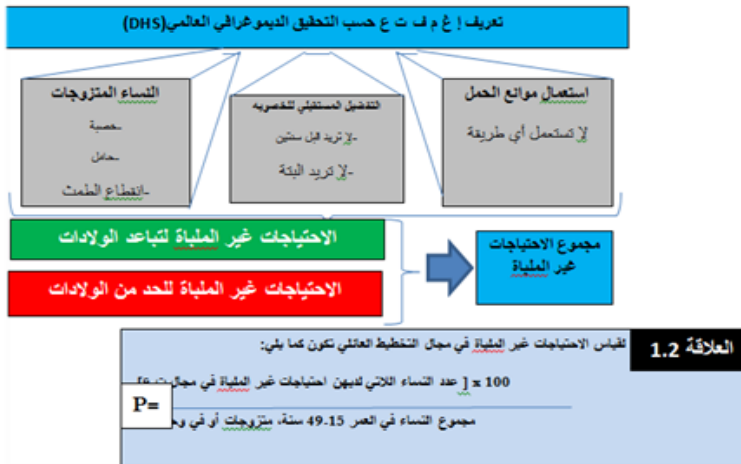 تعريف إ غ م ف ت ع حسب التحقيق الديموغرافي العالمي(DHS)
استعمال موانع الحمل
لا تستعمل أي طريقة
التفضيل المستقبلي للخصوبه
-لا تريد قبل سنتين
-لا تريد البتة
النساء المتزوجات
-خصبة
-حامل
-انقطاع الطمث
الاحتياجات غير الملباة لتباعد الولادات
الاحتياجات غير الملباة للحد من الولادات
مجموع الاحتياجات
غير الملباة
العلاقة 1.2
لقياس الاحتياجات غير الملباة في مجال التخطيط العائلي تكون كما يلي:
100 x [ عدد النساء اللاتي لديهن احتياجات غير الملباة في مجال ت ع]
P=
مجموع النساء في العمر 15-49 سنة، متزوجات أو في